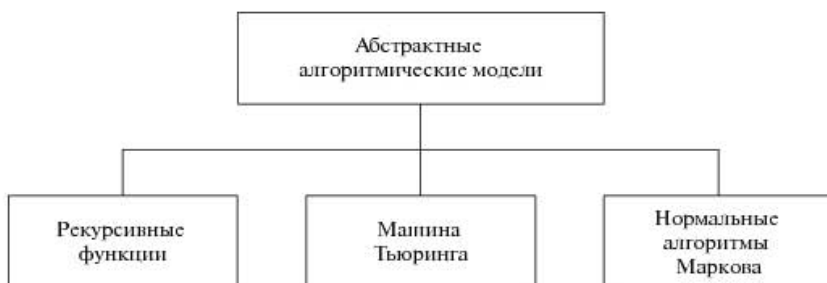 Абстрактные
алгоритмические модели
Рекурсивные
функции
Машина
Тьюринга
Нормальные
алгоритмы
Маркова